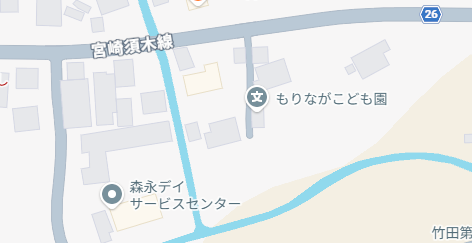 26
宮崎須木線
もりながこども園
森永デイ
サービスセンター
竹田第